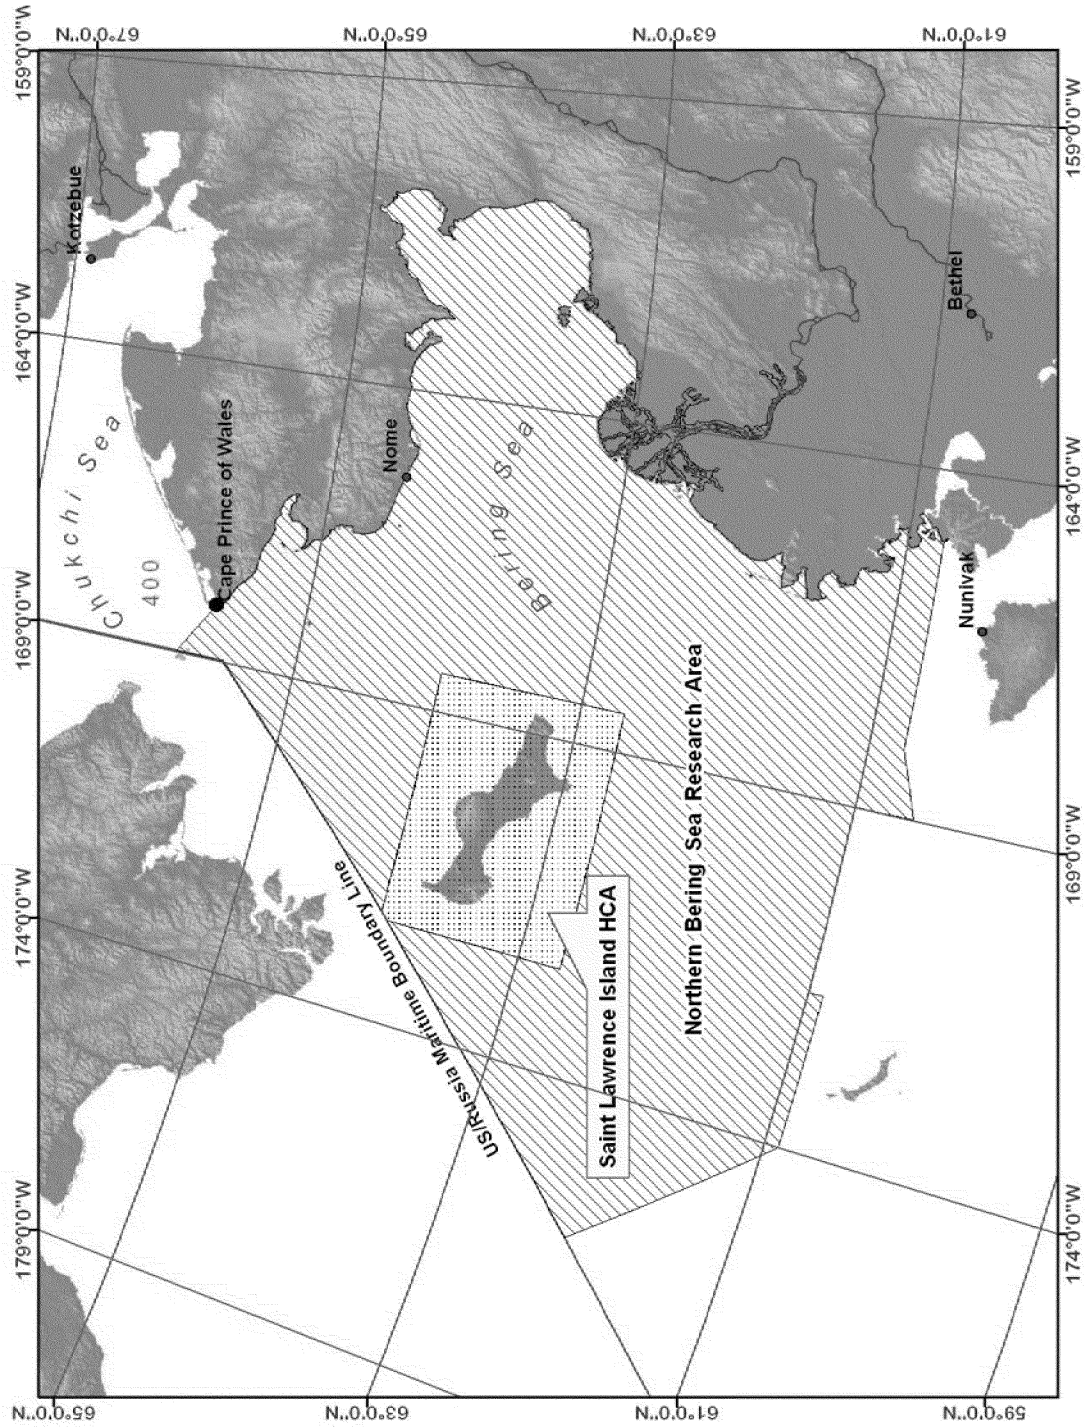 179°0'0"W
174°0'0"W
169°0'0"W
164°0'0"W
159°0'0"W
65°0'0"N
63°0'0"N
61°0'0"N
59°0'0"N
67°0'0"N
65°0'0"N
63°0'0"N
61°0'0"N
Kotzebue
Chukchi Sea
400
Cape Prince of Wales
Nome
US/Russia Maritime Boundary Line
Bering Sea
Saint Lawrence Island HCA
Northern Bering Sea Research Area
Bethel
Nunivak
174°0'0"W
169°0'0"W
164°0'0"W
159°0'0"W